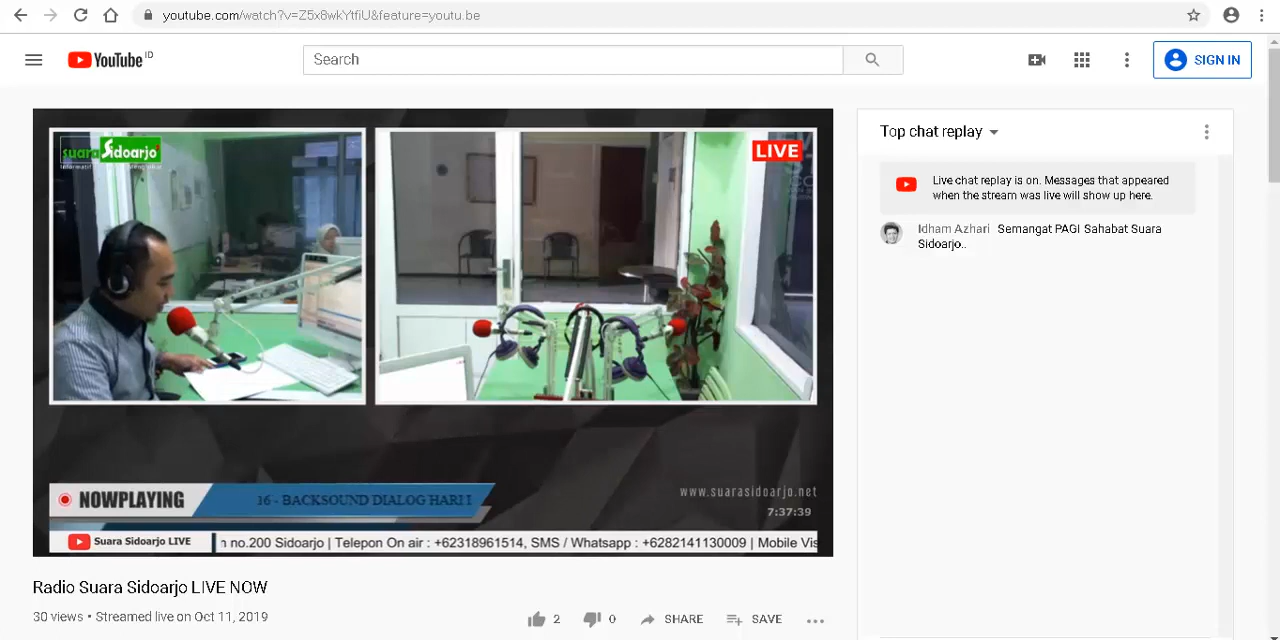 youtube.com/watch?v=Z5x8wkYtfiU&feature=youtu.be
YouTube ID
Search
SIGN IN
suara Sidoarjo
LIVE
NOWPLAYING
16 - BACKSOUND DIALOG HARI I
www.suarasidoarjo.net
7:37:39
Suara Sidoarjo LIVE
n no.200 Sidoarjo | Telepon On air : +62318961514, SMS / Whatsapp : +6282141130009 | Mobile Vis
Radio Suara Sidoarjo LIVE NOW
30 views • Streamed live on Oct 11, 2019
2
0
SHARE
SAVE
Top chat replay
Live chat replay is on. Messages that appeared
when the stream was live will show up here.
Idham Azhari Semangat PAGI Sahabat Suara
Sidoarjo..